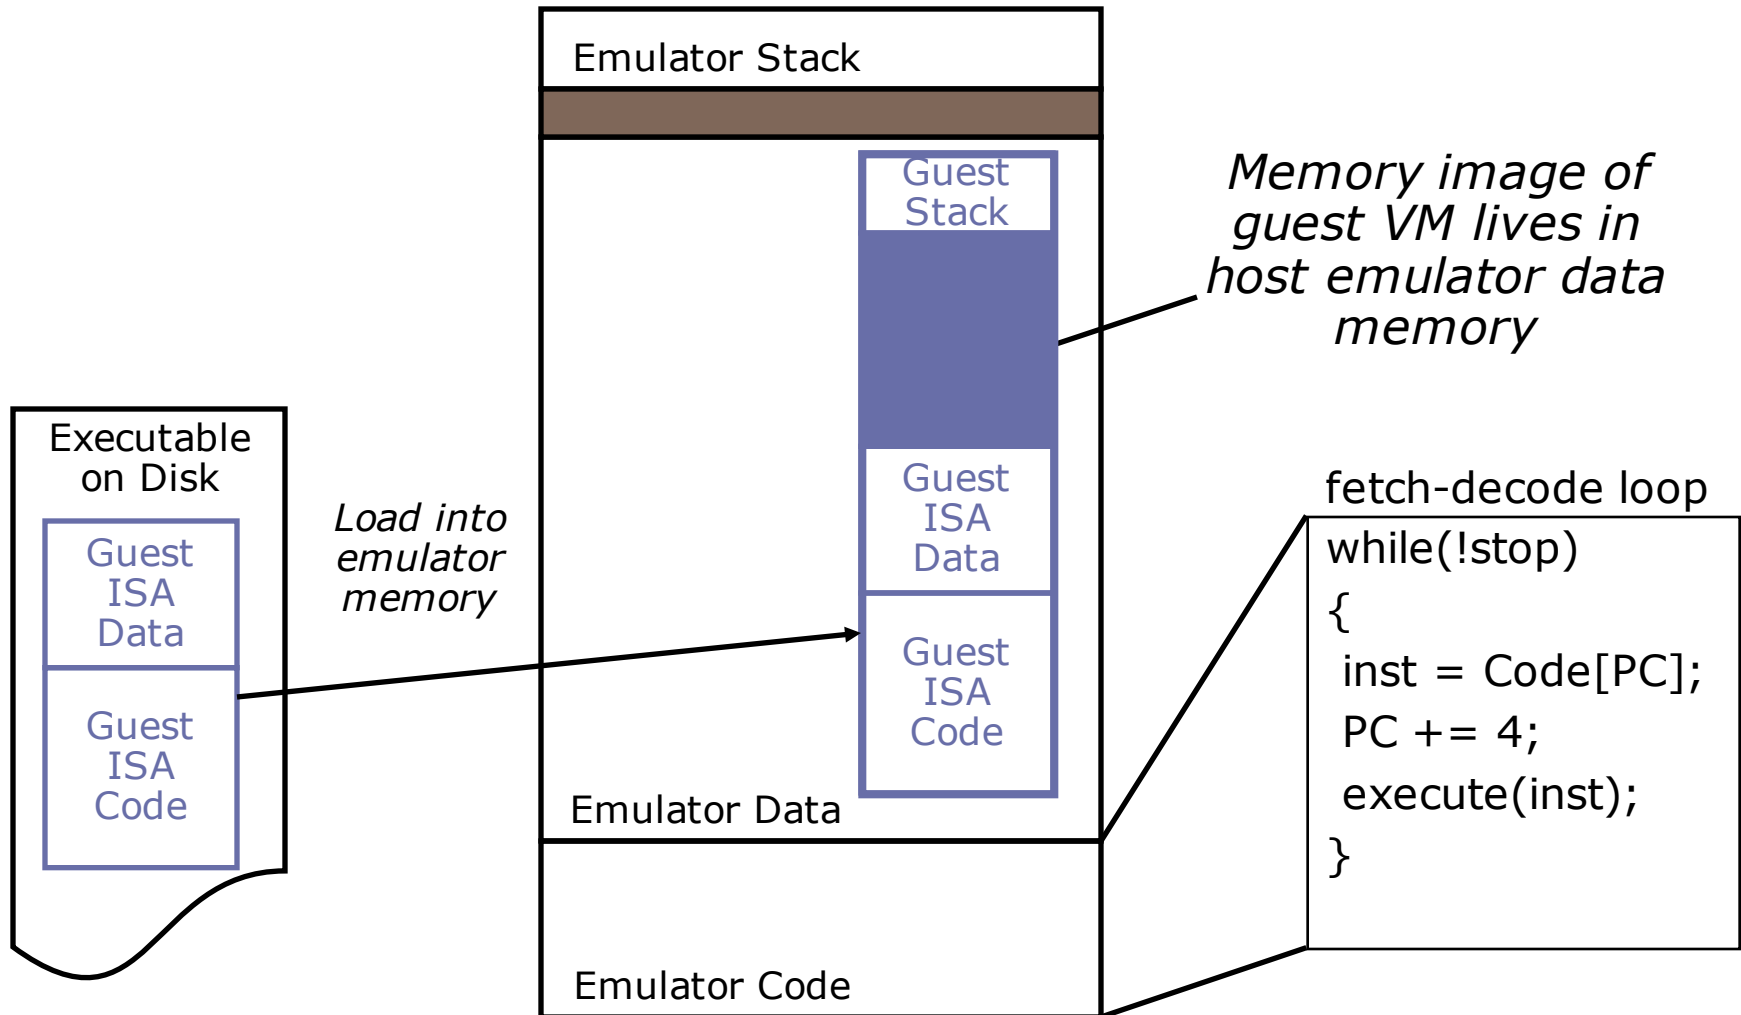 Emulator Stack
Guest
Stack
Memory image of
guest VM lives in
host emulator data
memory
Executable
on Disk
Guest
ISA
Data
Guest
ISA
Code
Load into
emulator
memory
Guest
ISA
Data
Guest
ISA
Code
Emulator Data
Emulator Code
fetch-decode loop
while(!stop)
{
inst = Code[PC];
PC += 4;
execute(inst);
}